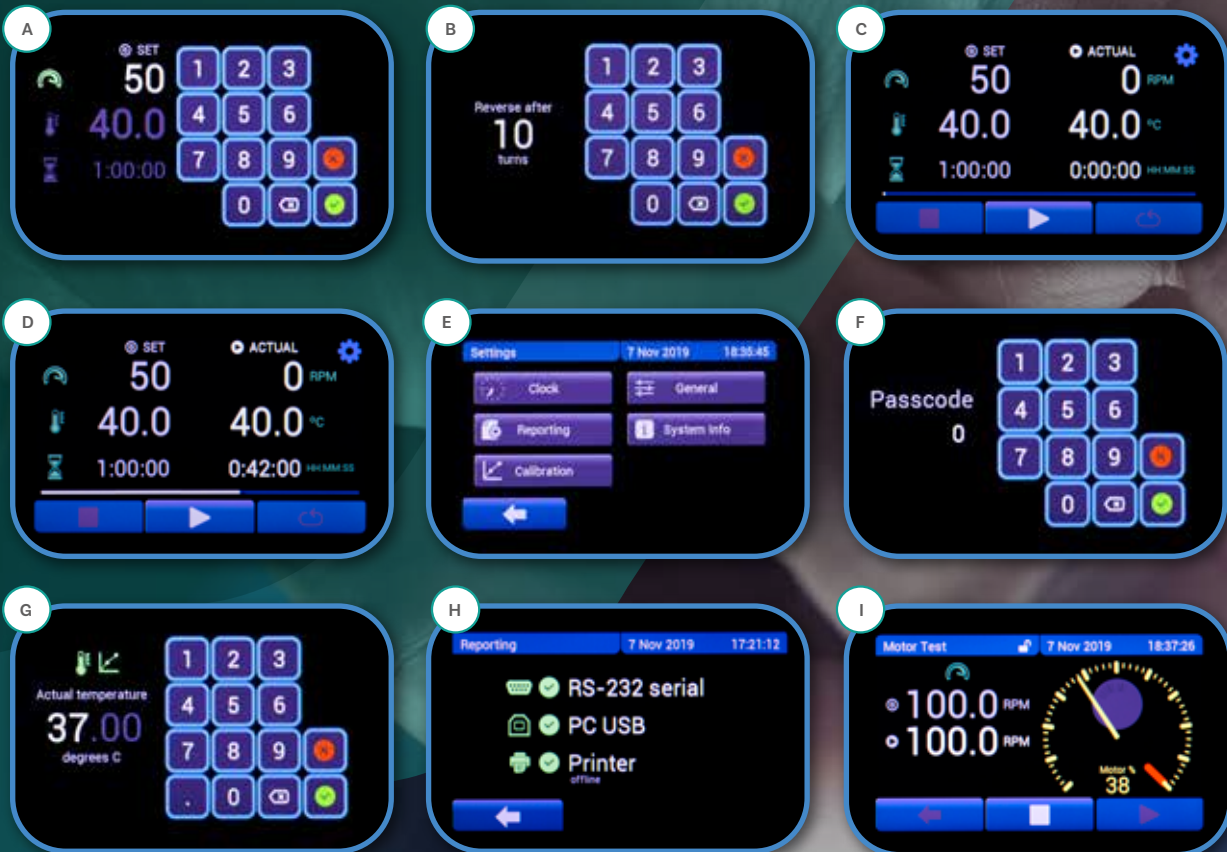 A
SET
50
40.0
1:00:00
1 2 3
4 5 6
7 8 9
0
B
Reverse after
10
turns
1 2 3
4 5 6
7 8 9
0
C
SET ACTUAL
50 0 RPM
40.0 40.0 °C
1:00:00 0:00:00 HH:MM:SS
D
SET ACTUAL
50 0 RPM
40.0 40.0 °C
1:00:00 0:42:00 HH:MM:SS
E
Settings 7 Nov 2019 18:35:45
Clock General
Reporting System Info
Calibration
F
Passcode
0
1 2 3
4 5 6
7 8 9
0
G
Actual temperature
37.00
degrees C
1 2 3
4 5 6
7 8 9
. 0
H
Reporting 7 Nov 2019 17:21:12
RS-232 serial
PC USB
Printer
offline
I
Motor Test 7 Nov 2019 18:37:26
100.0 RPM
100.0 RPM
Motor %
38